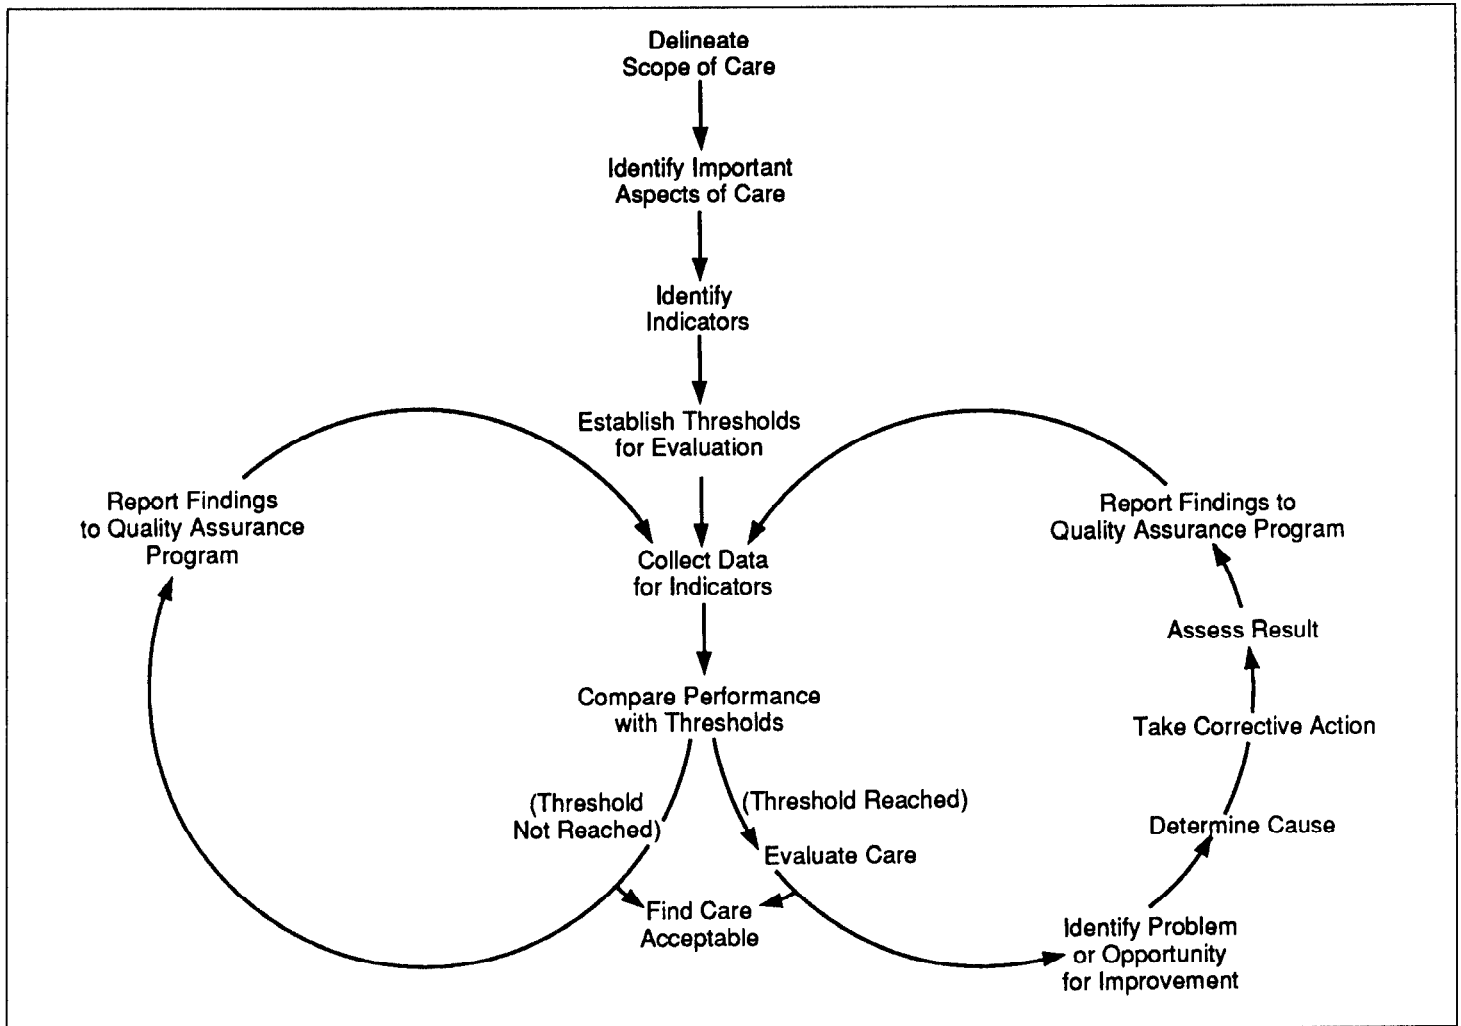 Delineate
Scope of Care
Identify Important
Aspects of Care
Identify
Indicators
Establish Thresholds
for Evaluation
Report Findings
to Quality Assurance
Program
Report Findings to
Quality Assurance Program
Collect Data
for Indicators
Assess Result
Compare Performance
with Thresholds
Take Corrective Action
(Threshold
Not Reached)
(Threshold Reached)
Determine Cause
Evaluate Care
Find Care
Acceptable
Identify Problem
or Opportunity
for Improvement